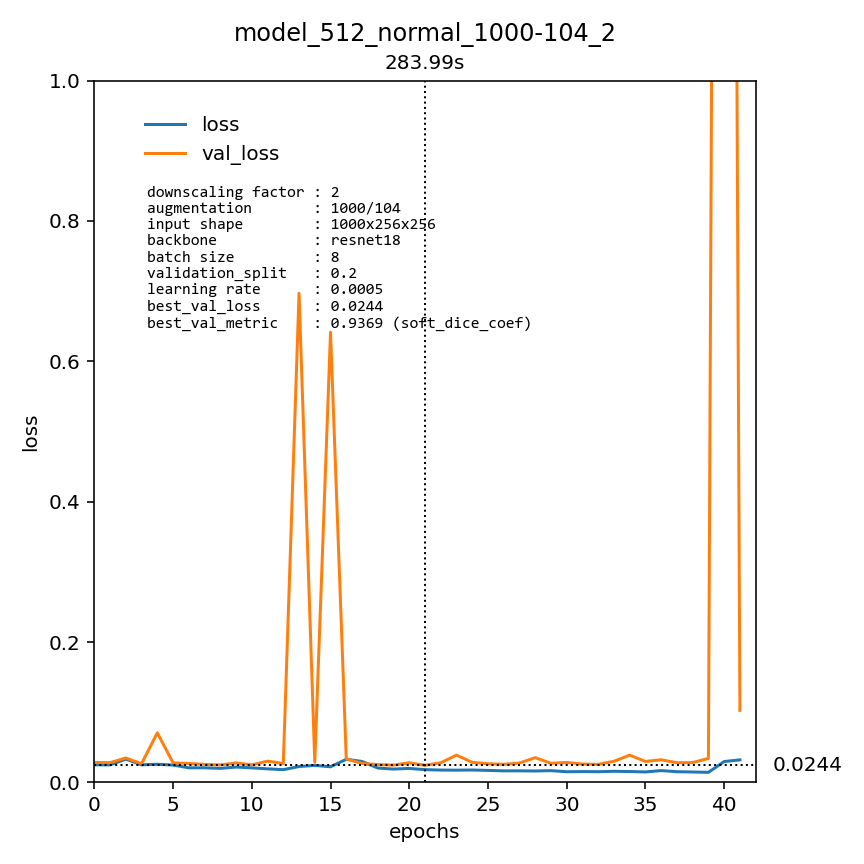 model_512_normal_1000-104_2
283.99s
loss
val_loss
downscaling factor : 2
augmentation : 1000/104
input shape : 1000x256x256
backbone : resnet18
batch size : 8
validation_split : 0.2
learning rate : 0.0005
best_val_loss : 0.0244
best_val_metric : 0.9369 (soft_dice_coef)
1.0
0.8
0.6
0.4
0.2
0.0
loss
0.0244
0 5 10 15 20 25 30 35 40
epochs